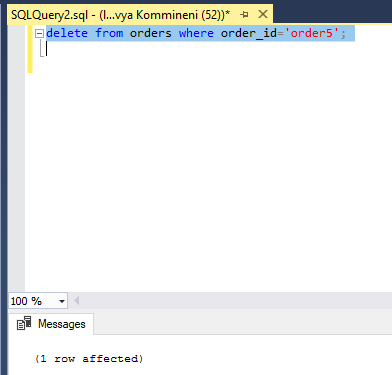 SQLQuery2.sql - (l...vya Kommineni (52))*
delete from orders where order_id='order5';
100 %
Messages
(1 row affected)